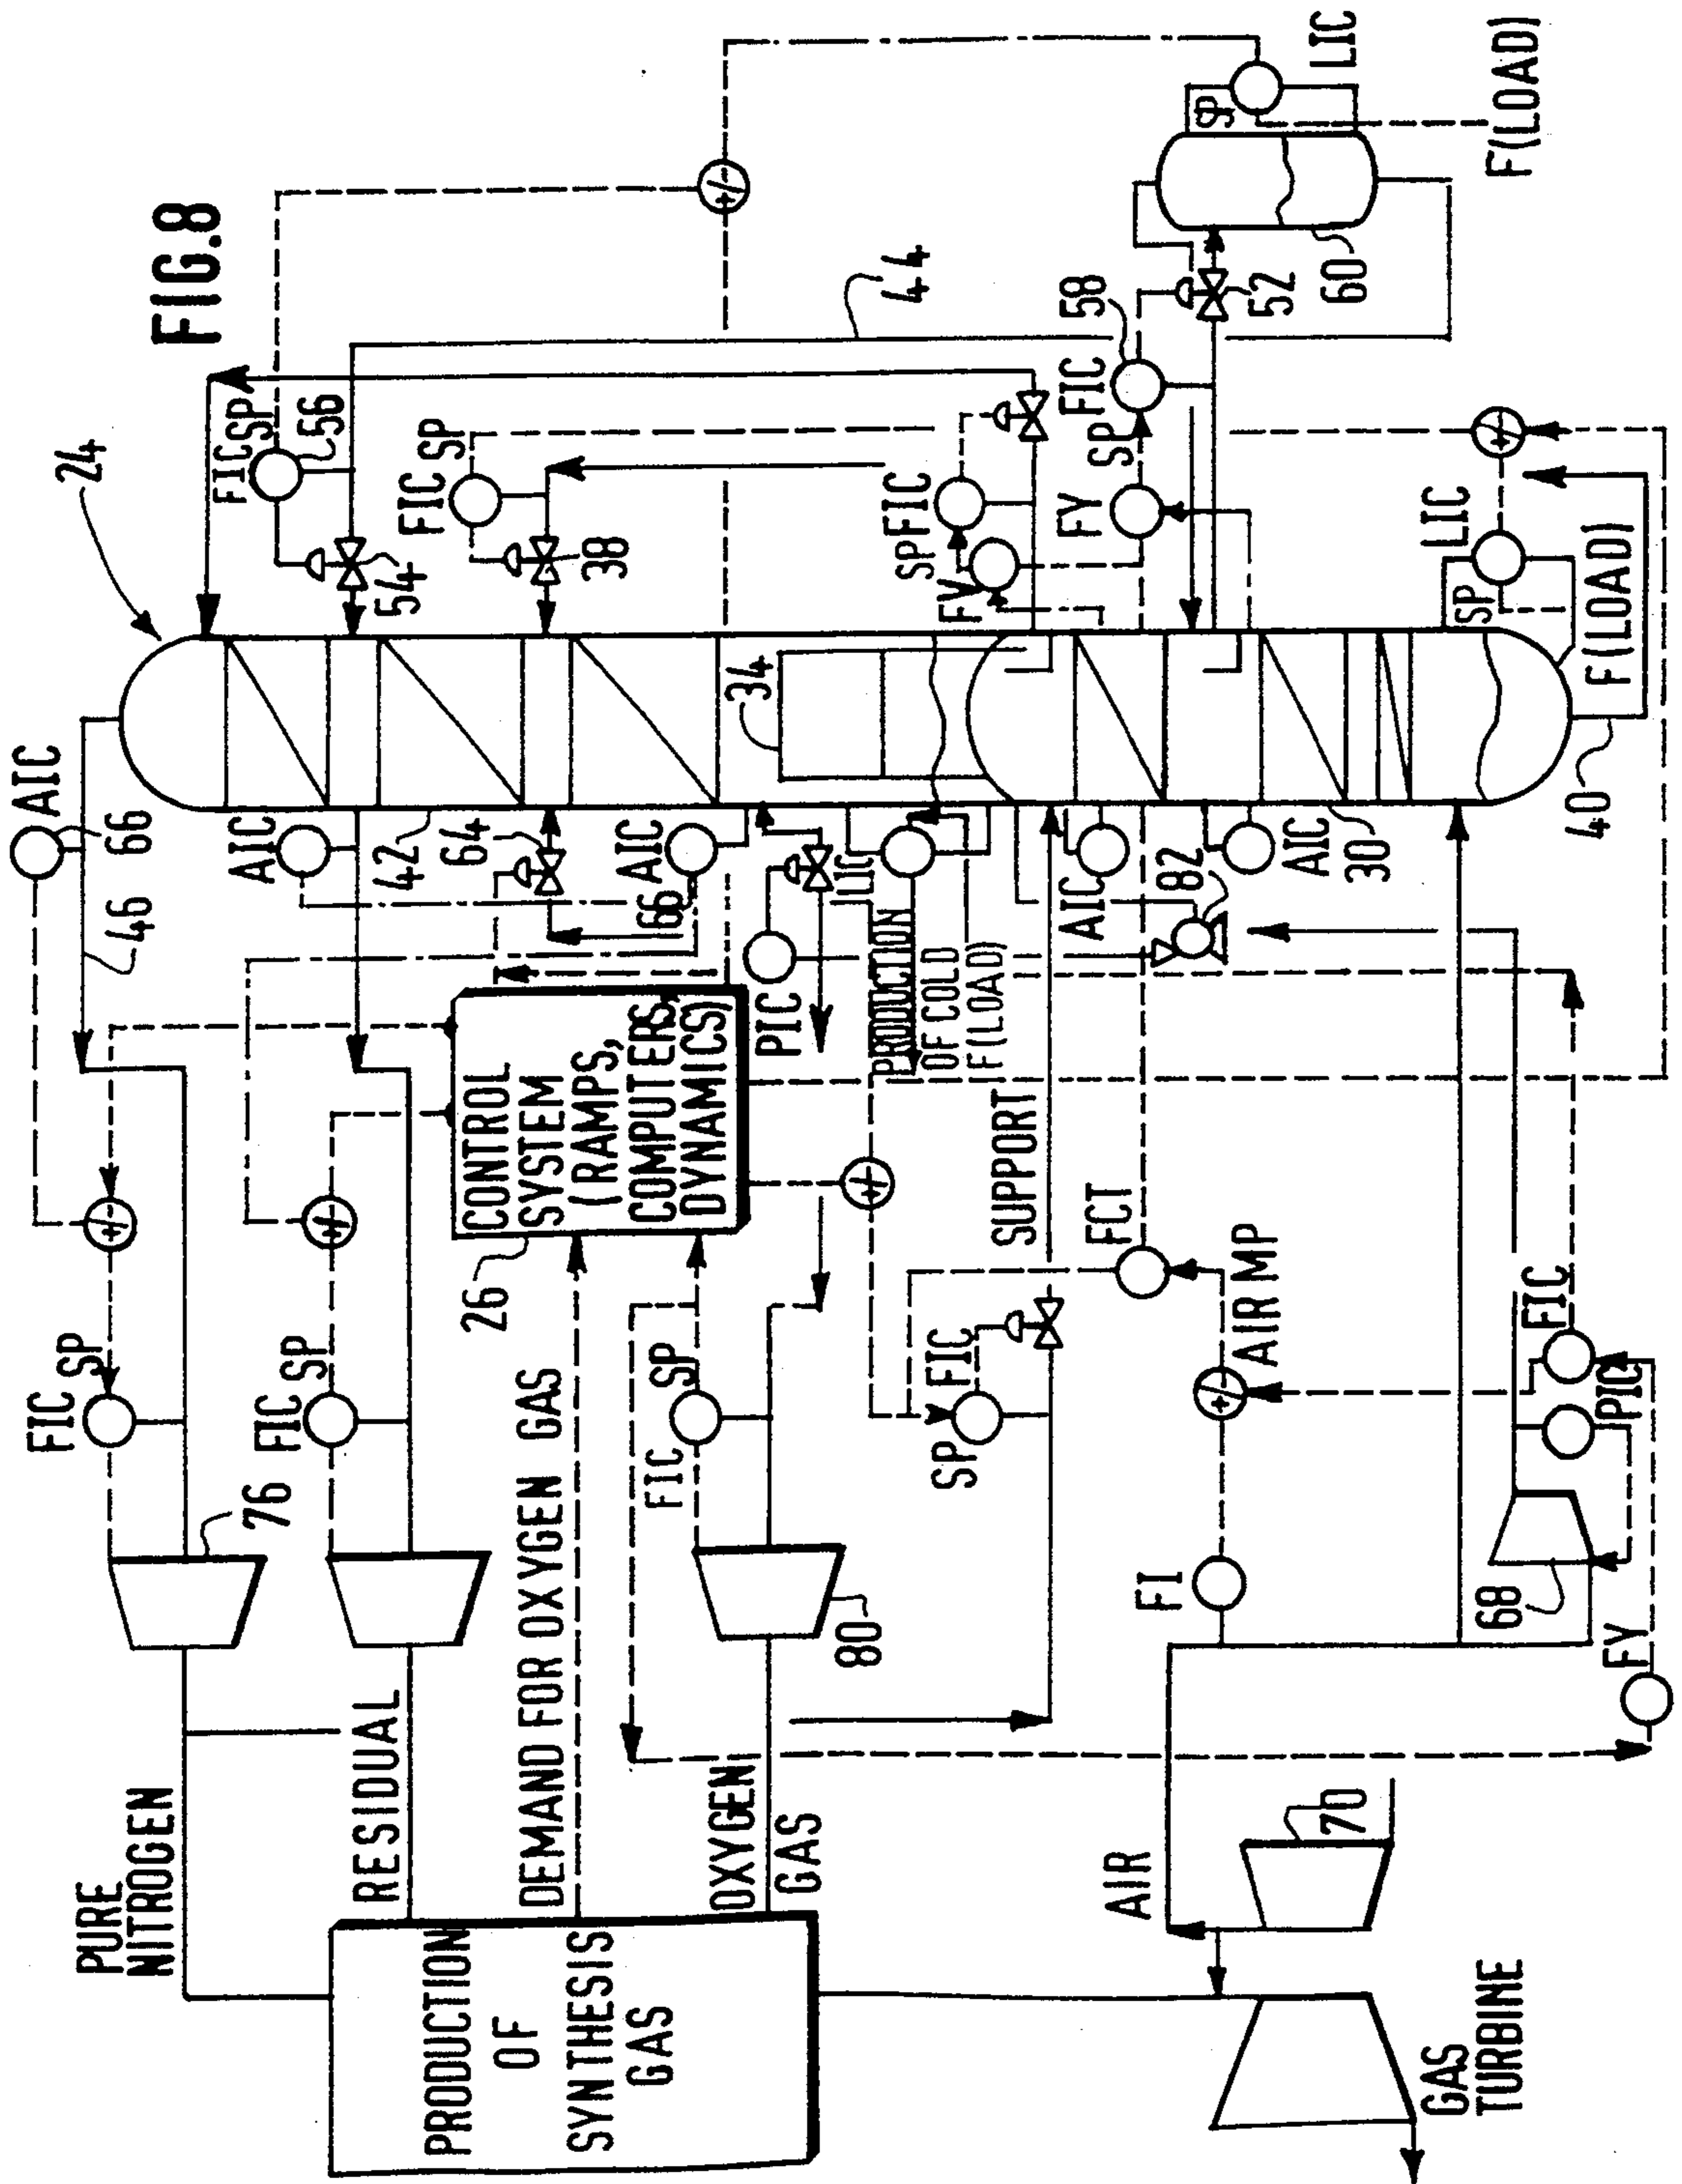 FIG.8
24
AIC
66
46
FIC
SP
56
FIC
SP
54
44
LIC
SP
F(LOAD)
AIC
42
64
AIC
66
FIC
SP
38
34
58
FIC
SP
FY
52
60
SP
FIC
FY
LIC
SP
F(LOAD)
40
30
AIC
AIC
82
LIC
PIC
PRODUCTION
OF COLD
F(LOAD)
CONTROL
SYSTEM
(RAMPS,
COMPUTERS,
DYNAMICS)
26
SUPPORT
FIC
SP
FIC
SP
FIC
SP
FCT
AIR MP
FIC
PIC
76
80
68
FI
FY
DEMAND FOR OXYGEN GAS
PURE
NITROGEN
RESIDUAL
OXYGEN
GAS
AIR
70
PRODUCTION
OF
SYNTHESIS
GAS
GAS
TURBINE